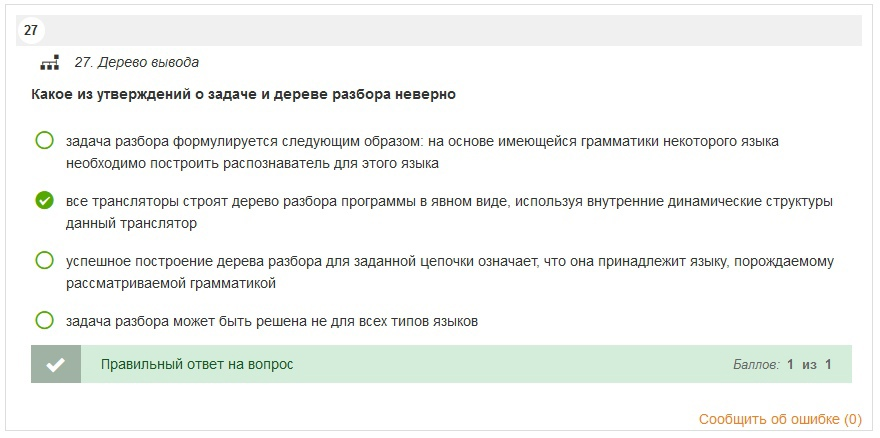 27
27. Дерево вывода
Какое из утверждений о задаче и дереве разбора неверно
задача разбора формулируется следующим образом: на основе имеющейся грамматики некоторого языка
необходимо построить распознаватель для этого языка
все трансляторы строят дерево разбора программы в явном виде, используя внутренние динамические структуры
данный транслятор
успешное построение дерева разбора для заданной цепочки означает, что она принадлежит языку, порождаемому
рассматриваемой грамматикой
задача разбора может быть решена не для всех типов языков
Правильный ответ на вопрос Баллов: 1 из 1
Сообщить об ошибке (0)